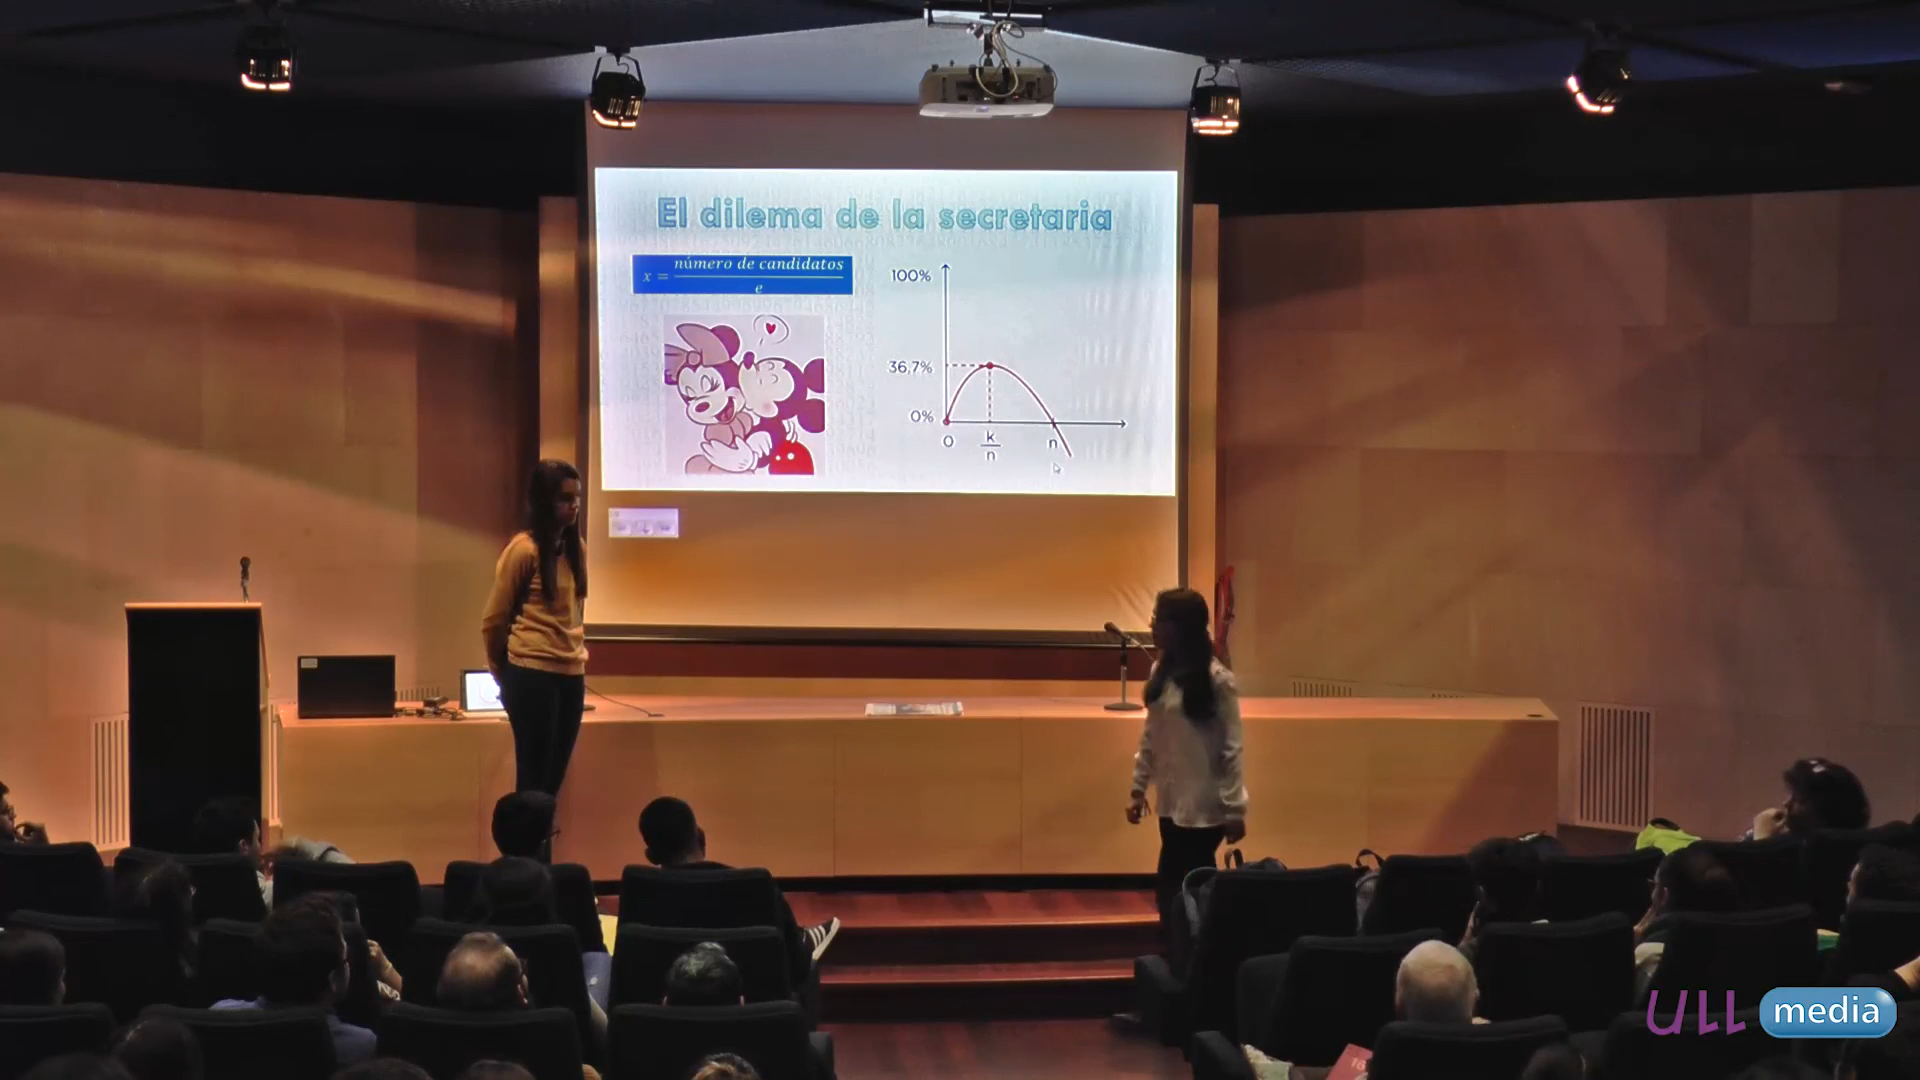 El dilema de la secretaria
x = número de candidatos / e
100%
36,7%
0%
0
k
n
n
ULL media